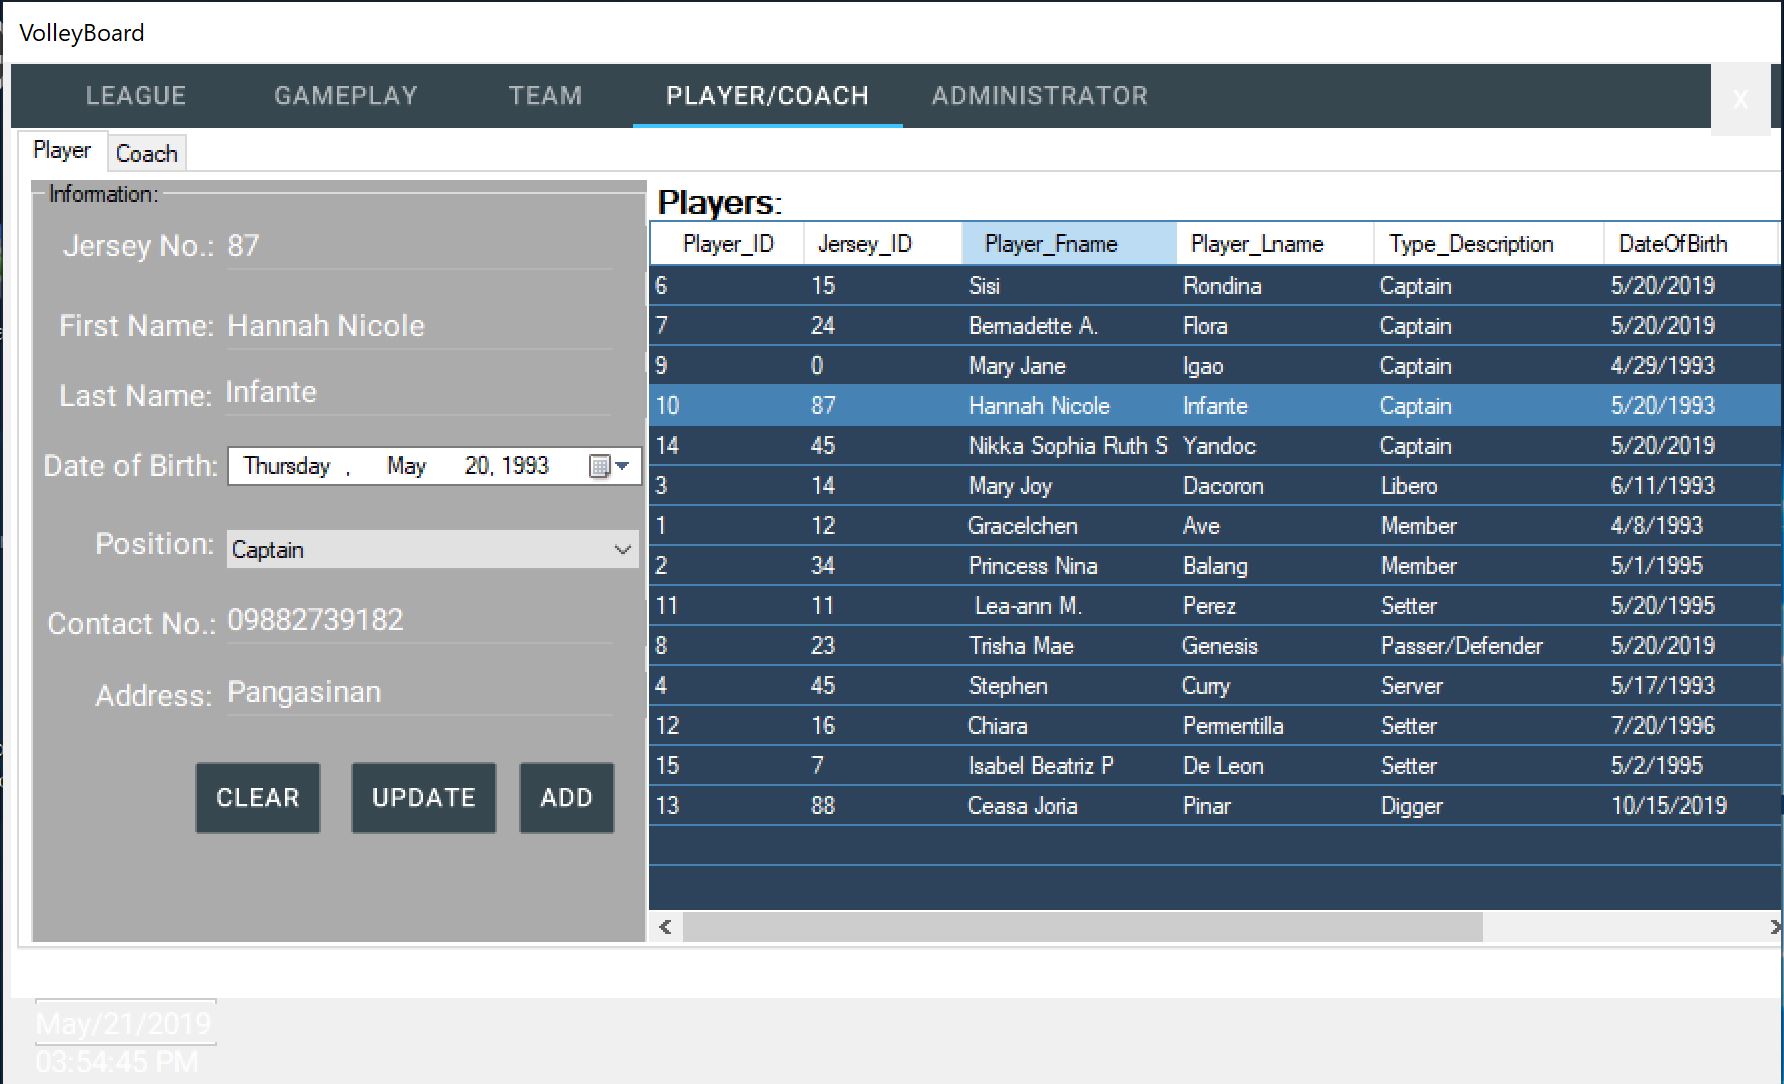 VolleyBoard
LEAGUE GAMEPLAY TEAM PLAYER/COACH ADMINISTRATOR X
Player Coach
Information:
Jersey No.: 87
First Name: Hannah Nicole
Last Name: Infante
Date of Birth: Thursday , May 20, 1993
Position: Captain
Contact No.: 09882739182
Address: Pangasinan
CLEAR UPDATE ADD
Players:
Player_ID Jersey_ID Player_Fname Player_Lname Type_Description DateOfBirth
6 15 Sisi Rondina Captain 5/20/2019
7 24 Bernadette A. Flora Captain 5/20/2019
9 0 Mary Jane Igao Captain 4/29/1993
10 87 Hannah Nicole Infante Captain 5/20/1993
14 45 Nikka Sophia Ruth S Yandoc Captain 5/20/2019
3 14 Mary Joy Dacoron Libero 6/11/1993
1 12 Gracelchen Ave Member 4/8/1993
2 34 Princess Nina Balang Member 5/1/1995
11 11 Lea-ann M. Perez Setter 5/20/1995
8 23 Trisha Mae Genesis Passer/Defender 5/20/2019
4 45 Stephen Curry Server 5/17/1993
12 16 Chiara Permentilla Setter 7/20/1996
15 7 Isabel Beatriz P De Leon Setter 5/2/1995
13 88 Ceasa Joria Pinar Digger 10/15/2019
May/21/2019
03:54:45 PM